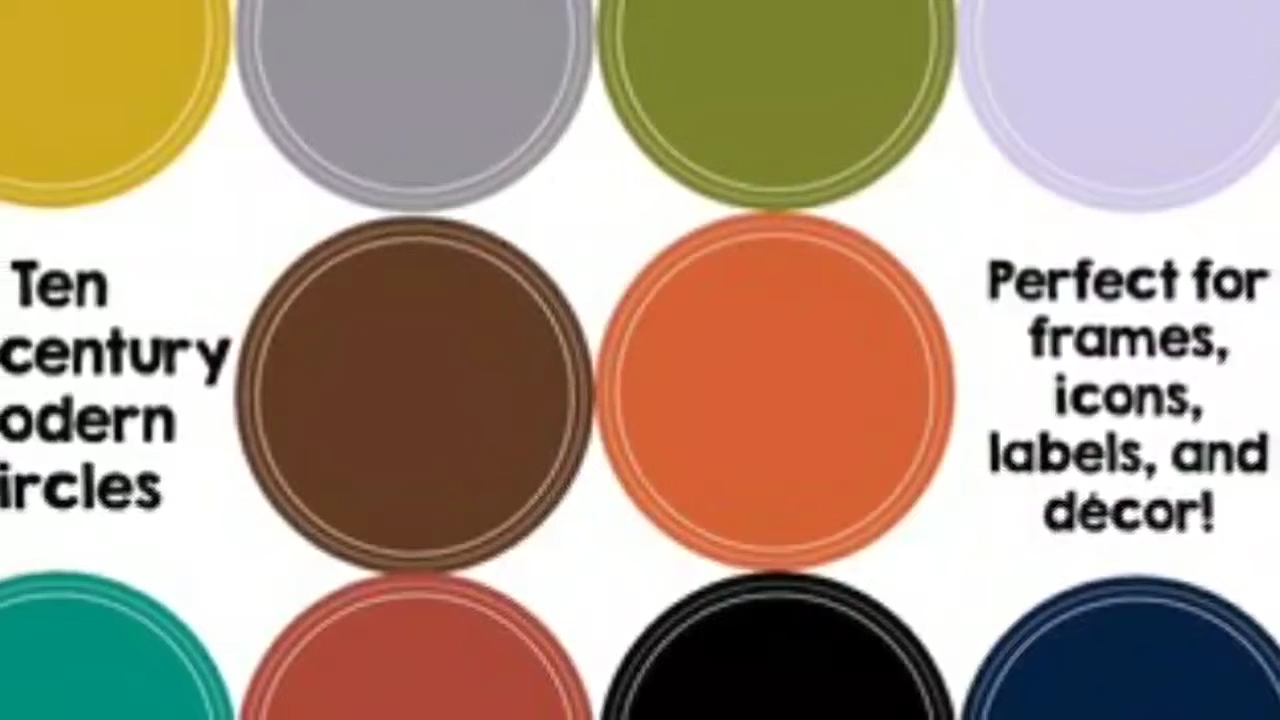 Ten
century
odern
ircles
Perfect for
frames,
icons,
labels, and
décor!